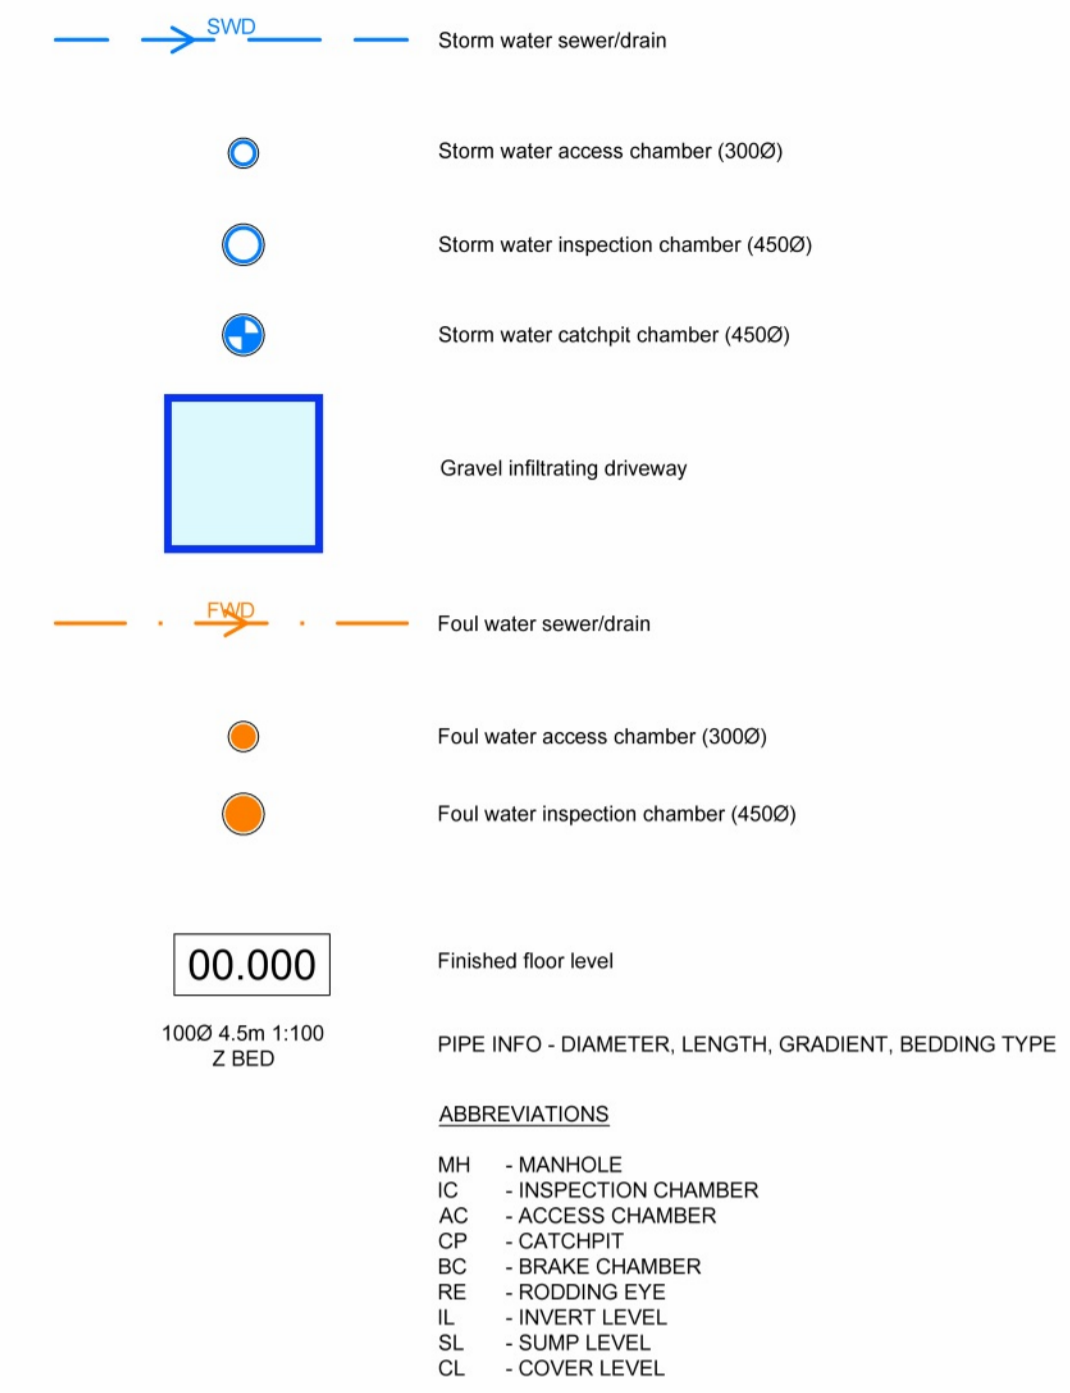 SWD
Storm water sewer/drain
Storm water access chamber (300Ø)
Storm water inspection chamber (450Ø)
Storm water catchpit chamber (450Ø)
Gravel infiltrating driveway
FWD
Foul water sewer/drain
Foul water access chamber (300Ø)
Foul water inspection chamber (450Ø)
00.000
Finished floor level
100Ø 4.5m 1:100
Z BED
PIPE INFO - DIAMETER, LENGTH, GRADIENT, BEDDING TYPE
ABBREVIATIONS
MH - MANHOLE
IC - INSPECTION CHAMBER
AC - ACCESS CHAMBER
CP - CATCHPIT
BC - BRAKE CHAMBER
RE - RODDING EYE
IL - INVERT LEVEL
SL - SUMP LEVEL
CL - COVER LEVEL